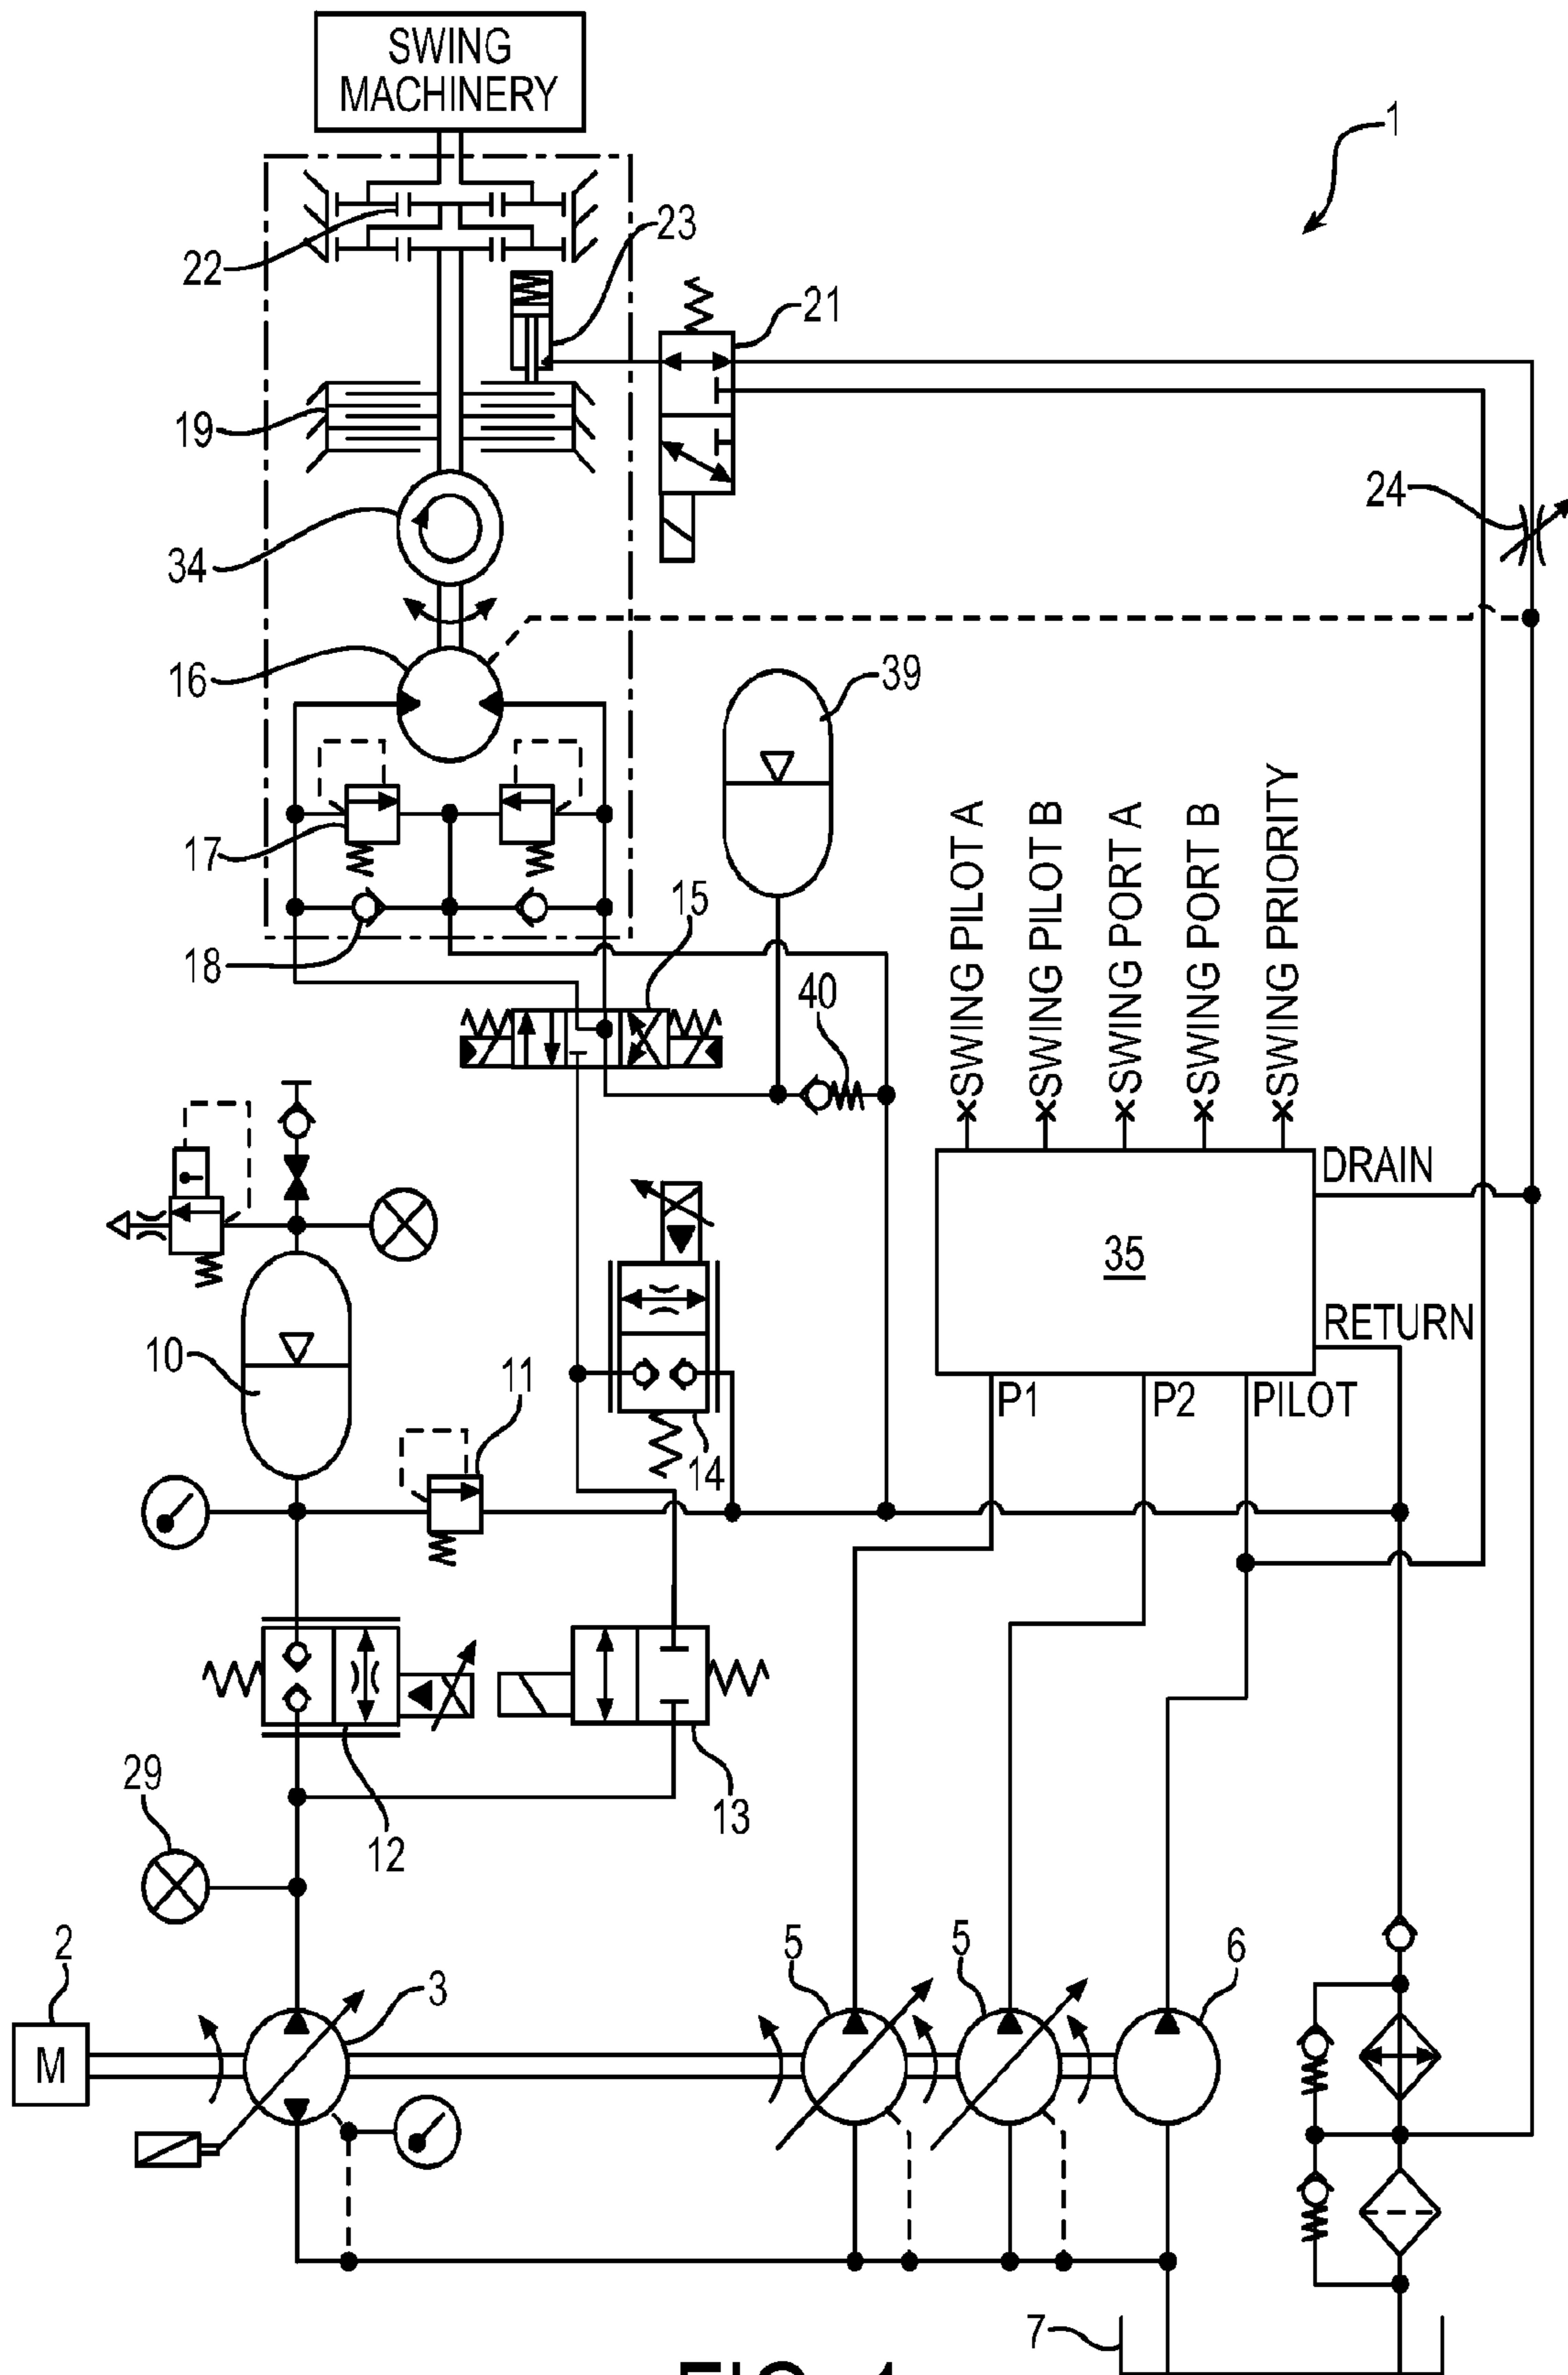 SWING
MACHINERY
1
22
23
21
19
24
34
16
39
17
15
18
40
SWING PILOT A
SWING PILOT B
SWING PORT A
SWING PORT B
SWING PRIORITY
DRAIN
35
RETURN
10
11
14
P1
P2
PILOT
29
12
13
2
3
5
5
6
M
7